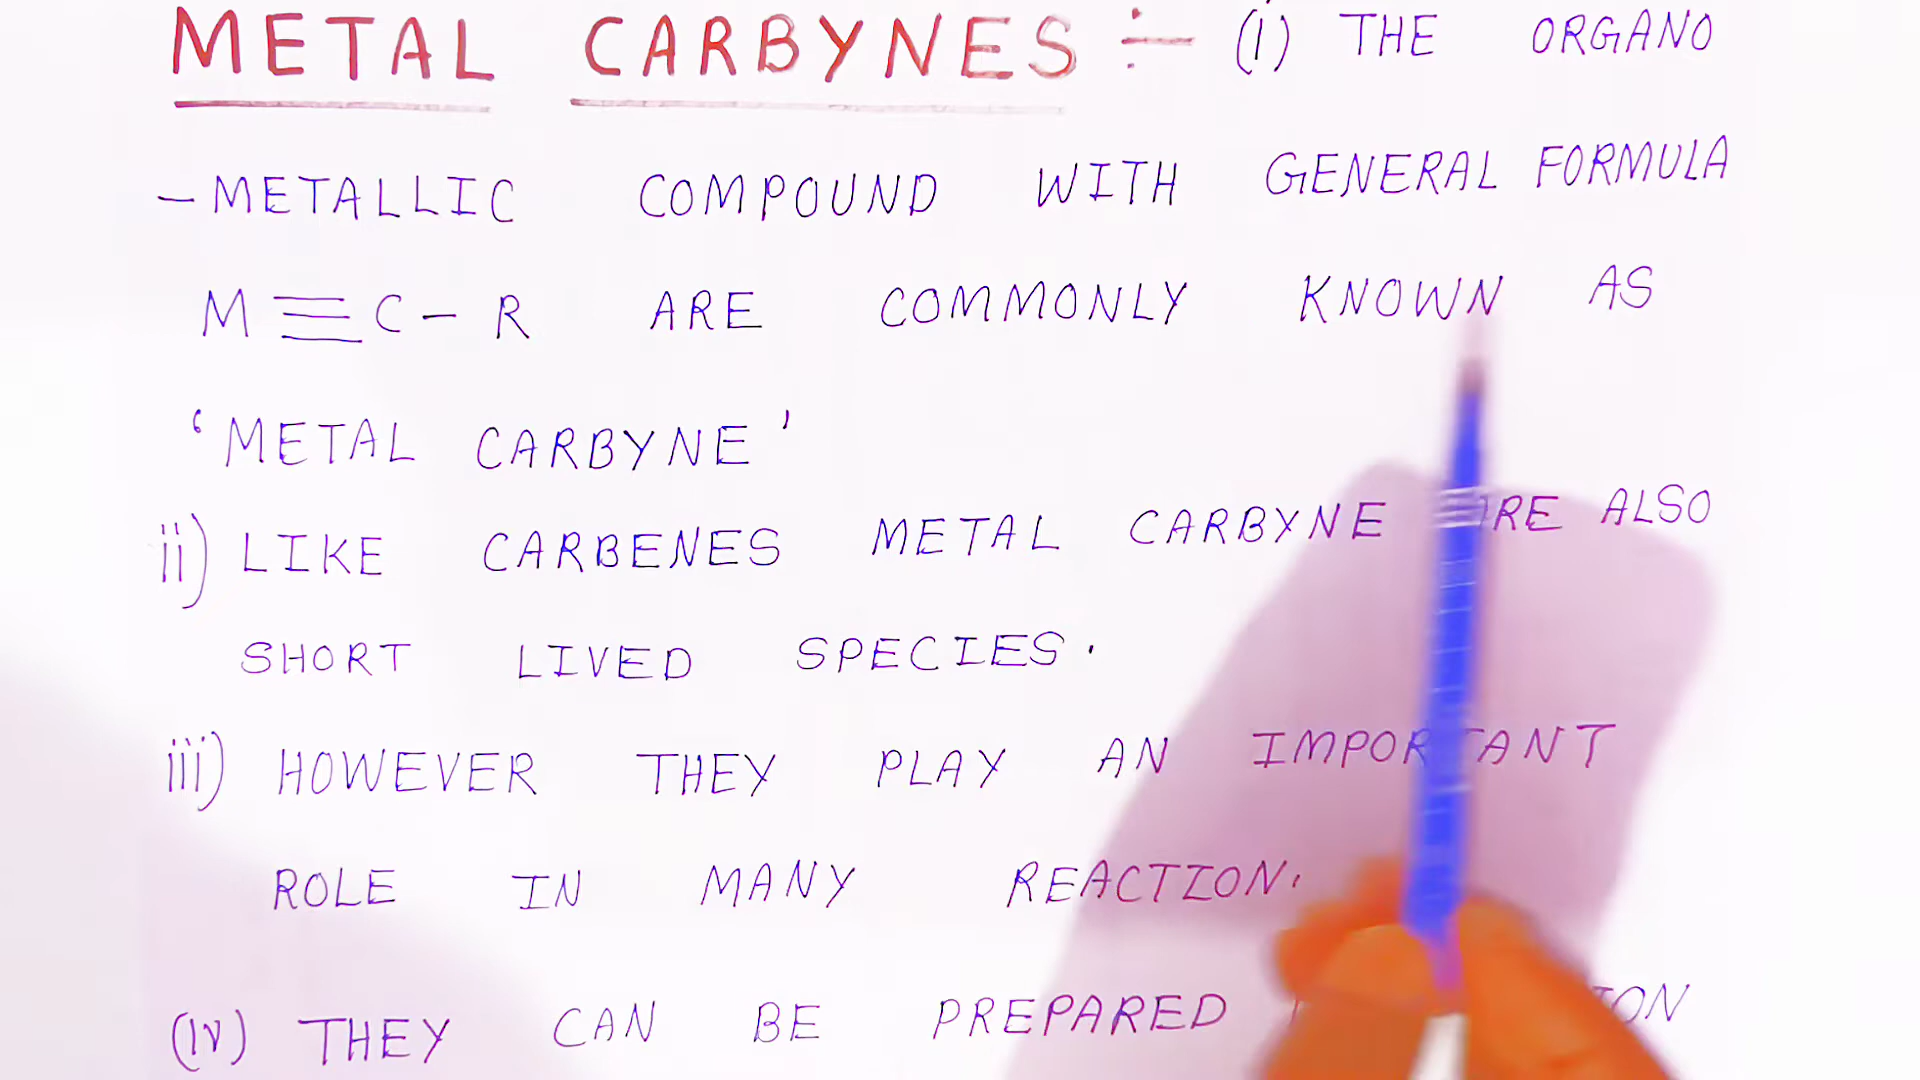 METAL CARBYNES ÷ (i) THE ORGANO
- METALLIC COMPOUND WITH GENERAL FORMULA
M ≡ C - R ARE COMMONLY KNOWN AS
'METAL CARBYNE'
ii) LIKE CARBENES METAL CARBYNE ARE ALSO
SHORT LIVED SPECIES.
iii) HOWEVER THEY PLAY AN IMPORTANT
ROLE IN MANY REACTION.
(iv) THEY CAN BE PREPARED